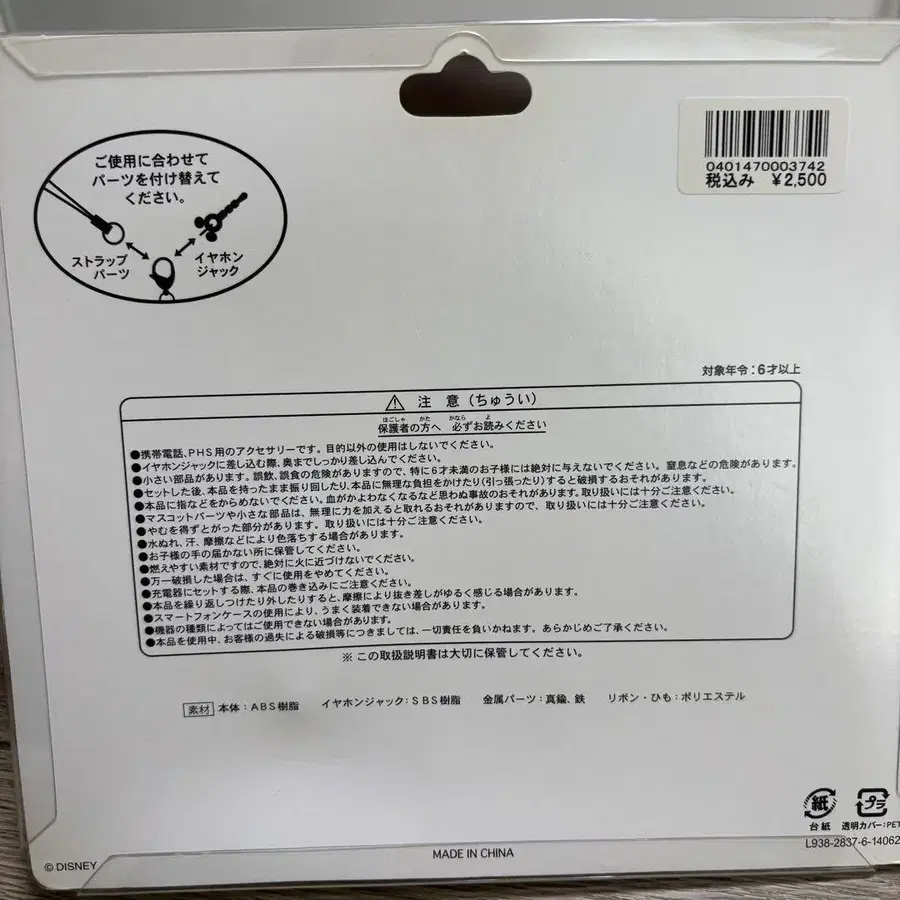 ご使用に合わせて
パーツを付け替えて
ください。
ストラップ
パーツ
イヤホン
ジャック
0401470003742
税込み ¥2,500
対象年令:6才以上
注 意(ちゅうい)
ほごしゃ かた かなら よ
保護者の方へ 必ずお読みください
●携帯電話、PHS用のアクセサリーです。目的以外の使用はしないでください。
●イヤホンジャックに差し込む際、奥までしっかり差し込んでください。
●小さい部品があります。誤飲、誤食の危険がありますので、特に6才未満のお子様には絶対に与えないでください。窒息などの危険があります。
●セットした後、本品を持ったまま振り回したり、本品に無理な負担をかけたり(引っ張ったり)すると破損するおそれがあります。
●本品に指などをからめないでください。血がかよわなくなるなど思わぬ事故のおそれがあります。取り扱いには十分ご注意ください。
●マスコットパーツや小さな部品は、無理に力を加えると取れるおそれがありますので、取り扱いには十分ご注意ください。
●やむを得ずとがった部分があります。取り扱いには十分ご注意ください。
●水ぬれ、汗、摩擦などにより色落ちする場合があります。
●お子様の手の届かない所に保管してください。
●燃えやすい素材ですので、絶対に火に近づけないでください。
●万一破損した場合は、すぐに使用をやめてください。
●充電器にセットする際、本品の巻き込みにご注意ください。
●本品を繰り返しつけたり外したりすると、摩擦により抜き差しがゆるく感じる場合があります。
●スマートフォンケースの使用により、うまく装着できない場合があります。
●機器の種類によってはご使用できない場合があります。
●本品を使用中、お客様の過失による破損等につきましては、一切責任を負いかねます。あらかじめご了承ください。
※この取扱説明書は大切に保管してください。
素材 本体:ABS樹脂 イヤホンジャック:SBS樹脂 金属パーツ:真鍮、鉄 リボン・ひも:ポリエステル
紙 プラ
台紙 透明カバー:PET
L938-2837-6-14062
© DISNEY
MADE IN CHINA